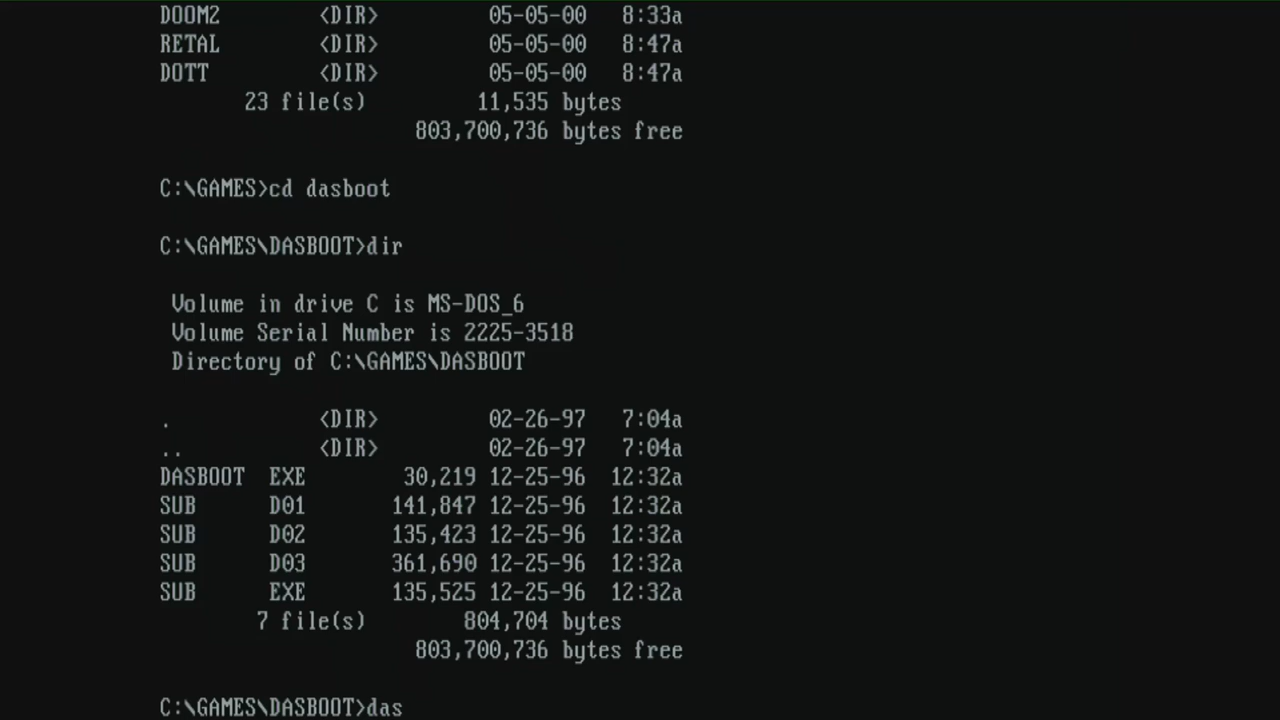 DOOM2        <DIR>         05-05-00   8:33a
RETAL        <DIR>         05-05-00   8:47a
DOTT         <DIR>         05-05-00   8:47a
       23 file(s)         11,535 bytes
                     803,700,736 bytes free
C:\GAMES>cd dasboot
C:\GAMES\DASBOOT>dir
 Volume in drive C is MS-DOS_6
 Volume Serial Number is 2225-3518
 Directory of C:\GAMES\DASBOOT
.            <DIR>         02-26-97   7:04a
..           <DIR>         02-26-97   7:04a
DASBOOT  EXE        30,219 12-25-96  12:32a
SUB      D01       141,847 12-25-96  12:32a
SUB      D02       135,423 12-25-96  12:32a
SUB      D03       361,690 12-25-96  12:32a
SUB      EXE       135,525 12-25-96  12:32a
        7 file(s)        804,704 bytes
                     803,700,736 bytes free
C:\GAMES\DASBOOT>das